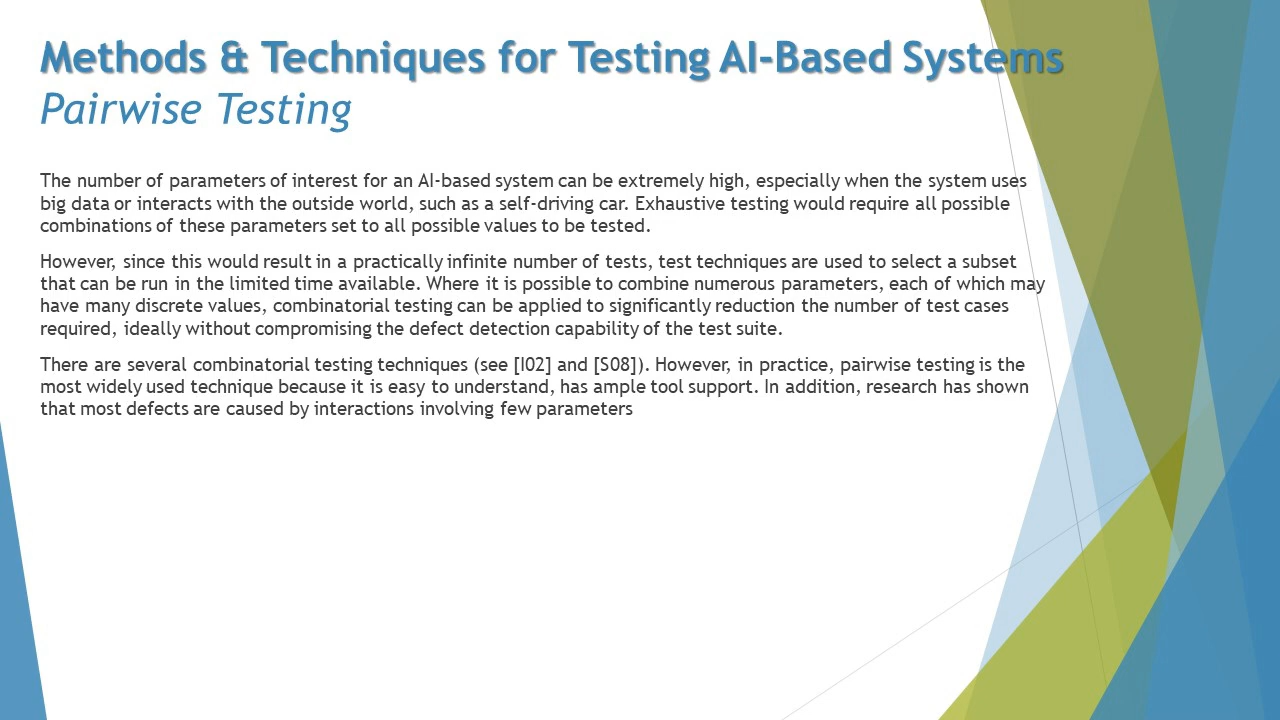 Methods & Techniques for Testing AI-Based Systems
Pairwise Testing
The number of parameters of interest for an AI-based system can be extremely high, especially when the system uses
big data or interacts with the outside world, such as a self-driving car. Exhaustive testing would require all possible
combinations of these parameters set to all possible values to be tested.
However, since this would result in a practically infinite number of tests, test techniques are used to select a subset
that can be run in the limited time available. Where it is possible to combine numerous parameters, each of which may
have many discrete values, combinatorial testing can be applied to significantly reduction the number of test cases
required, ideally without compromising the defect detection capability of the test suite.
There are several combinatorial testing techniques (see [I02] and [S08]). However, in practice, pairwise testing is the
most widely used technique because it is easy to understand, has ample tool support. In addition, research has shown
that most defects are caused by interactions involving few parameters